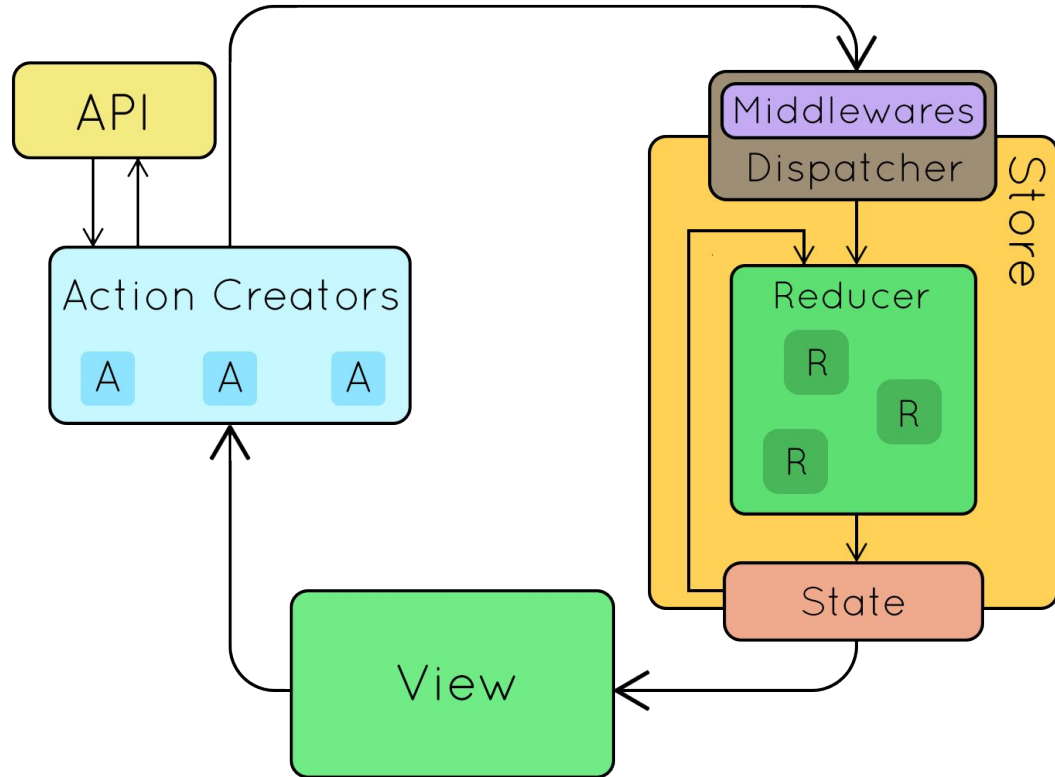 API
Middlewares
Dispatcher
Store
Action Creators
A
A
A
Reducer
R
R
R
State
View